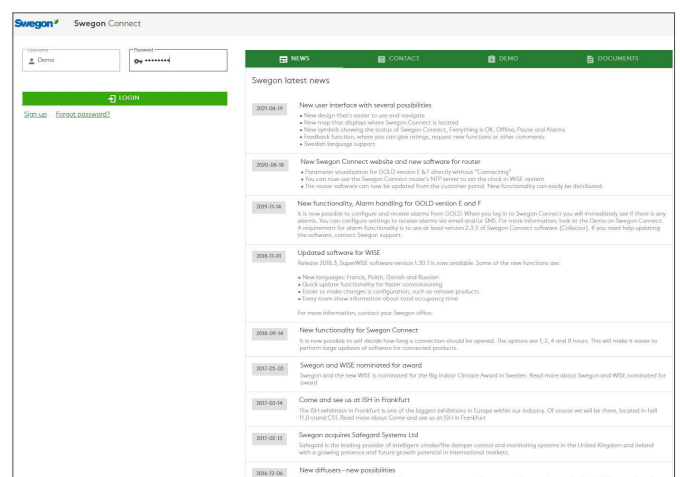 Swegon Swegon Connect
Username Password
Demo ••••••••
LOGIN
Sign up Forgot password?
NEWS CONTACT DEMO DOCUMENTS
Swegon latest news
2021-04-19 New user interface with several possibilities
• New design that's easier to use and navigate
• New map that displays where Swegon Connect is located
• New symbols showing the status of Swegon Connect, Everything is OK, Offline, Pause and Alarms
• Feedback function, where you can give ratings, request new functions or other comments
• Swedish language support
2020-08-18 New Swegon Connect website and new software for router
• Parameter visualization for GOLD version E & F directly without "Connecting"
• You can now use the Swegon Connect router's NTP server to set the clock in WISE-system
• The router software can now be updated from the customer portal. New functionality can easily be distributed.
2019-11-14 New functionality, Alarm handling for GOLD version E and F
It is now possible to configure and receive alarms from GOLD. When you log in to Swegon Connect you will immediately see if there is any
alarms. You can configure settings to receive alarms via email and/or SMS. For more information, look at the Demo on Swegon Connect.
A requirement for alarm functionality is to use at least version 2.3.5 of Swegon Connect software (Collector). If you need help updating
the software, contact Swegon support.
2018-11-01 Updated software for WISE
Release 2018.3, SuperWISE software version 1.30.1 is now available. Some of the new functions are:
• New languages: France, Polish, Danish and Russian
• Quick update functionality for faster commissioning
• Easier to make changes is configuration, such as remove products
• Every room show information about total occupancy time
For more information, contact your Swegon office.
2018-09-14 New functionality for Swegon Connect
It is now possible to self decide how long a connection should be opened. The options are 1, 2, 4 and 8 hours. This will make it easier to
perform large updates of software for connected products.
2017-05-03 Swegon and WISE nominated for award
Swegon and the new WISE is nominated for the Big Indoor Climate Award in Sweden. Read more about Swegon and WISE nominated for
award
2017-03-14 Come and see us at ISH in Frankfurt
The ISH exhibition in Frankfurt is one of the biggest exhibitions in Europe within our industry. Of course we will be there, located in hall
11.0 stand C51. Read more about Come and see us at ISH in Frankfurt
2017-02-13 Swegon acquires Safegard Systems Ltd
Safegard is the leading provider of intelligent smoke/fire damper control and monitoring systems in the United Kingdom and Ireland
with a growing presence and future growth potential in international markets.
2016-12-06 New diffusers – new possibilities